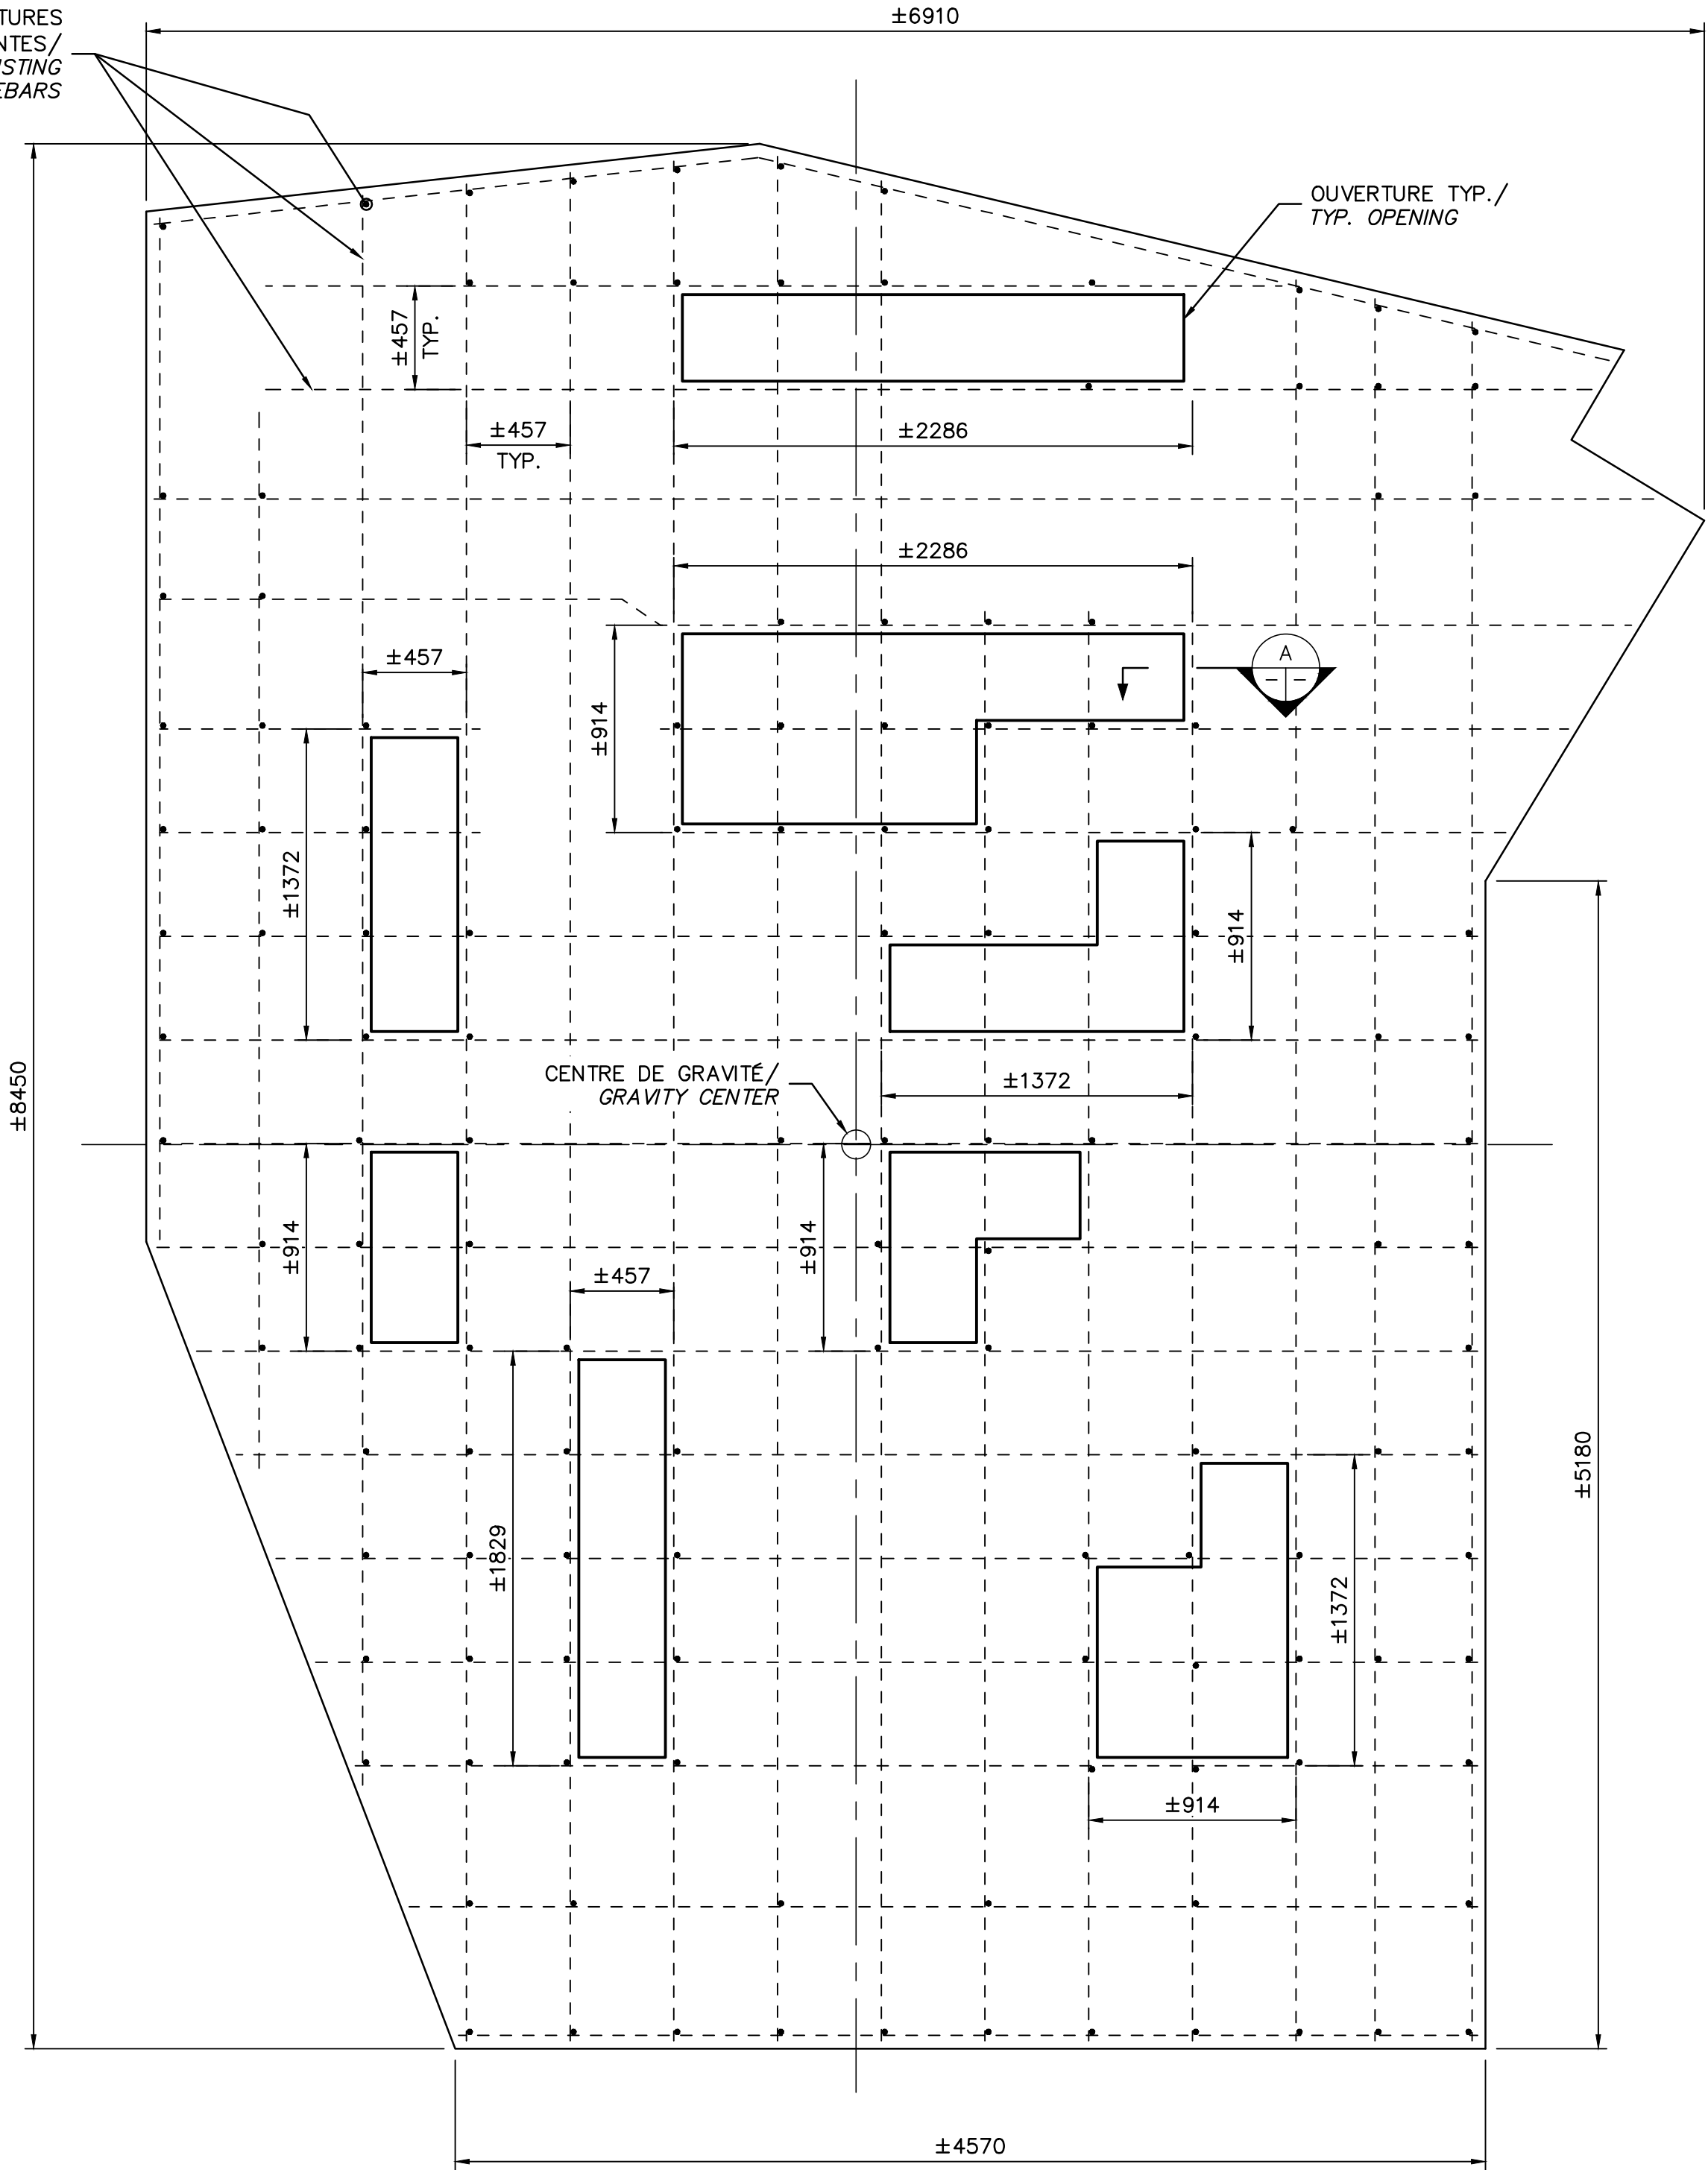 ±6910
TURES
NTES/
STING
EBARS
OUVERTURE TYP./
TYP. OPENING
±457
TYP.
±457
TYP.
±2286
±2286
±457
A
- -
±914
±1372
±914
±8450
CENTRE DE GRAVITÉ/
GRAVITY CENTER
±1372
±914
±914
±457
±5180
±1829
±1372
±914
±4570